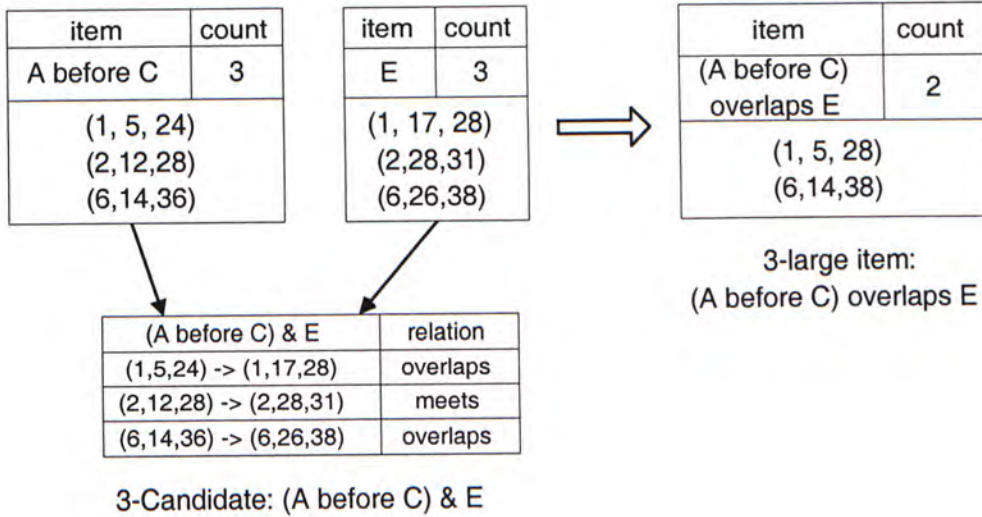 item count
A before C 3
(1, 5, 24)
(2,12,28)
(6,14,36)
item count
E 3
(1, 17, 28)
(2,28,31)
(6,26,38)
item count
(A before C)
overlaps E 2
(1, 5, 28)
(6,14,38)
3-large item:
(A before C) overlaps E
(A before C) & E relation
(1,5,24) -> (1,17,28) overlaps
(2,12,28) -> (2,28,31) meets
(6,14,36) -> (6,26,38) overlaps
3-Candidate: (A before C) & E